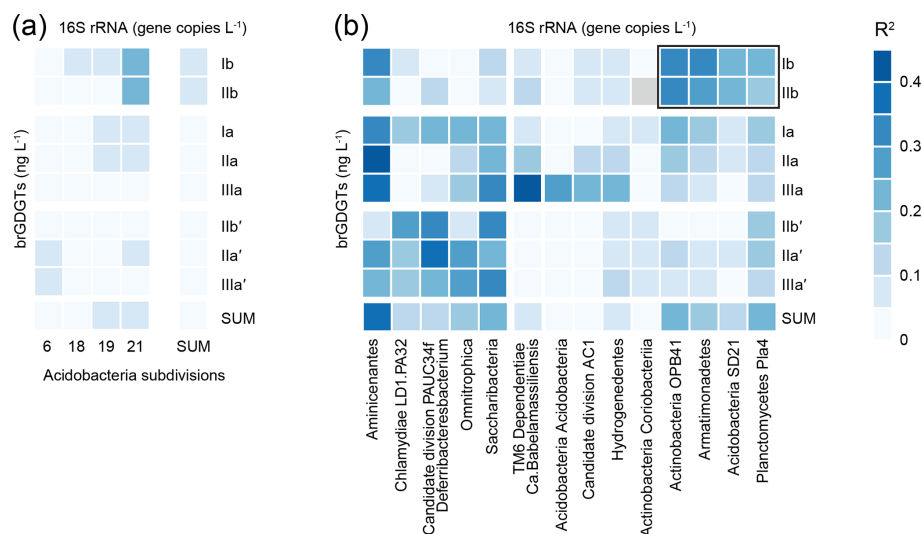 (a)
16S rRNA (gene copies L⁻¹)
brGDGTs (ng L⁻¹)
Ib
IIb
Ia
IIa
IIIa
IIb′
IIa′
IIIa′
SUM
6 18 19 21 SUM
Acidobacteria subdivisions
(b)
16S rRNA (gene copies L⁻¹)
brGDGTs (ng L⁻¹)
Ib
IIb
Ia
IIa
IIIa
IIb′
IIa′
IIIa′
SUM
Aminicenantes
Chlamydiae LD1.PA32
Candidate division PAUC34f
Deferribacteresbacterium
Omnitrophica
Saccharibacteria
TM6 Dependentiae
Ca.Babelamassiliensis
Acidobacteria Acidobacteria
Candidate division AC1
Hydrogenedentes
Actinobacteria Coriobacteriia
Actinobacteria OPB41
Armatimonadetes
Acidobacteria SD21
Planctomycetes Pla4
R²
0.4
0.3
0.2
0.1
0